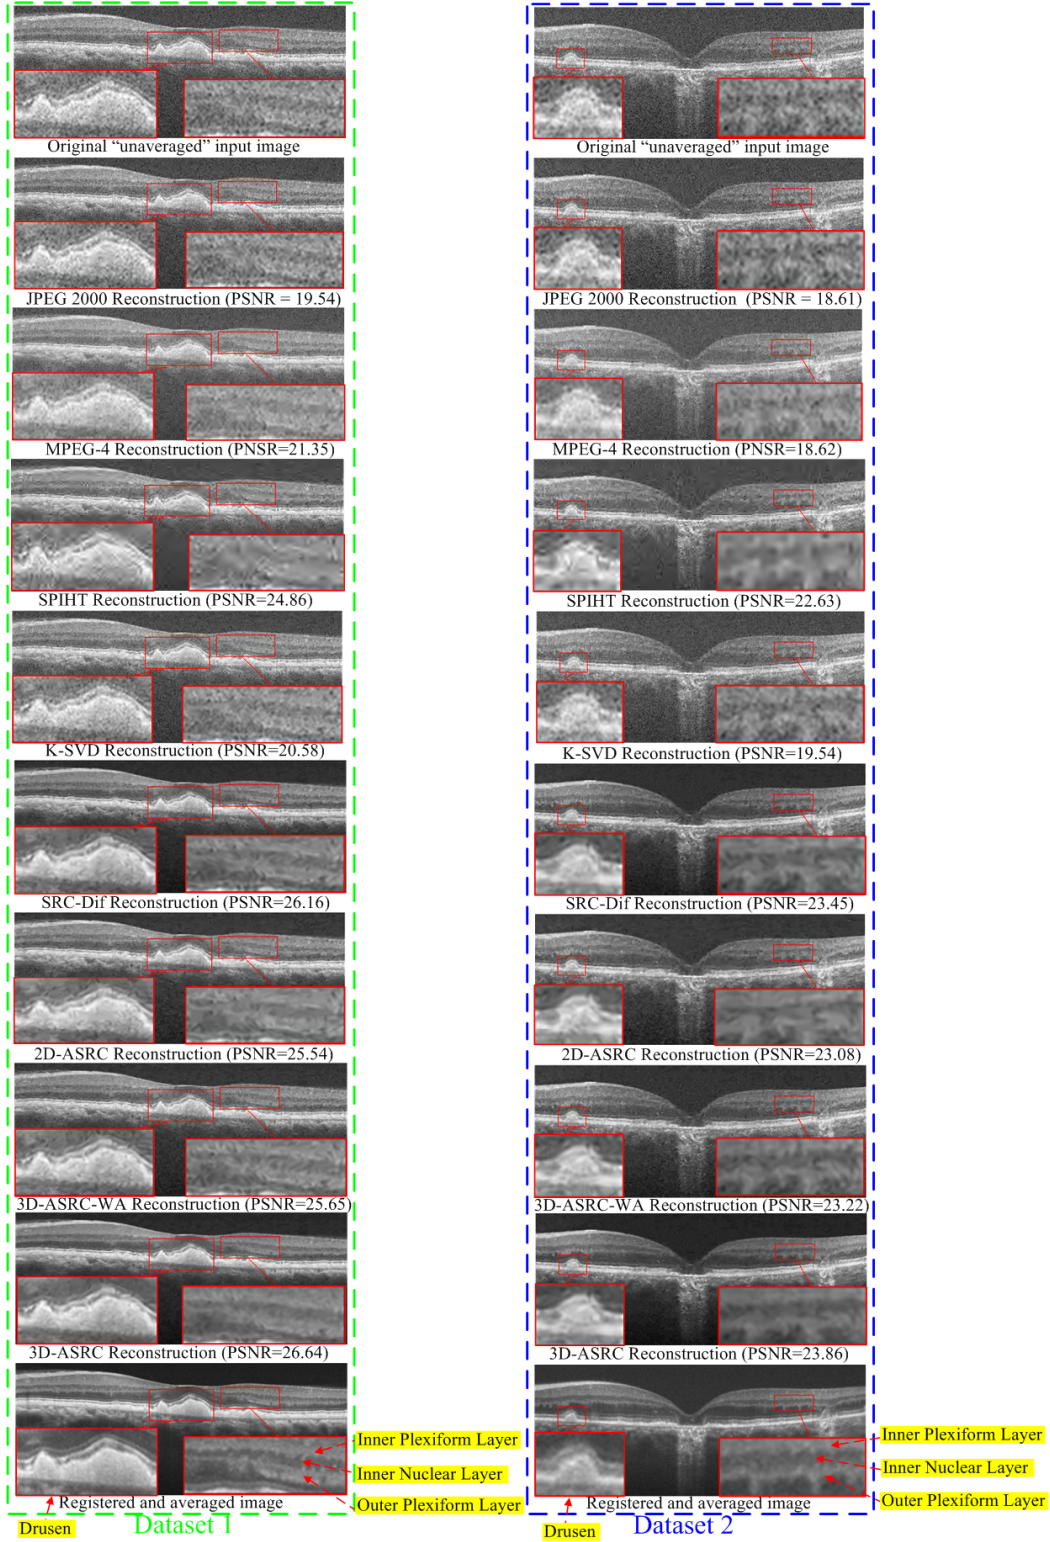 Original “unaveraged” input image
Original “unaveraged” input image
JPEG 2000 Reconstruction (PSNR = 19.54)
JPEG 2000 Reconstruction (PSNR = 18.61)
MPEG-4 Reconstruction (PNSR=21.35)
MPEG-4 Reconstruction (PNSR=18.62)
SPIHT Reconstruction (PSNR=24.86)
SPIHT Reconstruction (PSNR=22.63)
K-SVD Reconstruction (PSNR=20.58)
K-SVD Reconstruction (PSNR=19.54)
SRC-Dif Reconstruction (PSNR=26.16)
SRC-Dif Reconstruction (PSNR=23.45)
2D-ASRC Reconstruction (PSNR=25.54)
2D-ASRC Reconstruction (PSNR=23.08)
3D-ASRC-WA Reconstruction (PSNR=25.65)
3D-ASRC-WA Reconstruction (PSNR=23.22)
3D-ASRC Reconstruction (PSNR=26.64)
3D-ASRC Reconstruction (PSNR=23.86)
Inner Plexiform Layer
Inner Nuclear Layer
Outer Plexiform Layer
Inner Plexiform Layer
Inner Nuclear Layer
Outer Plexiform Layer
Registered and averaged image
Registered and averaged image
Drusen
Dataset 1
Drusen
Dataset 2